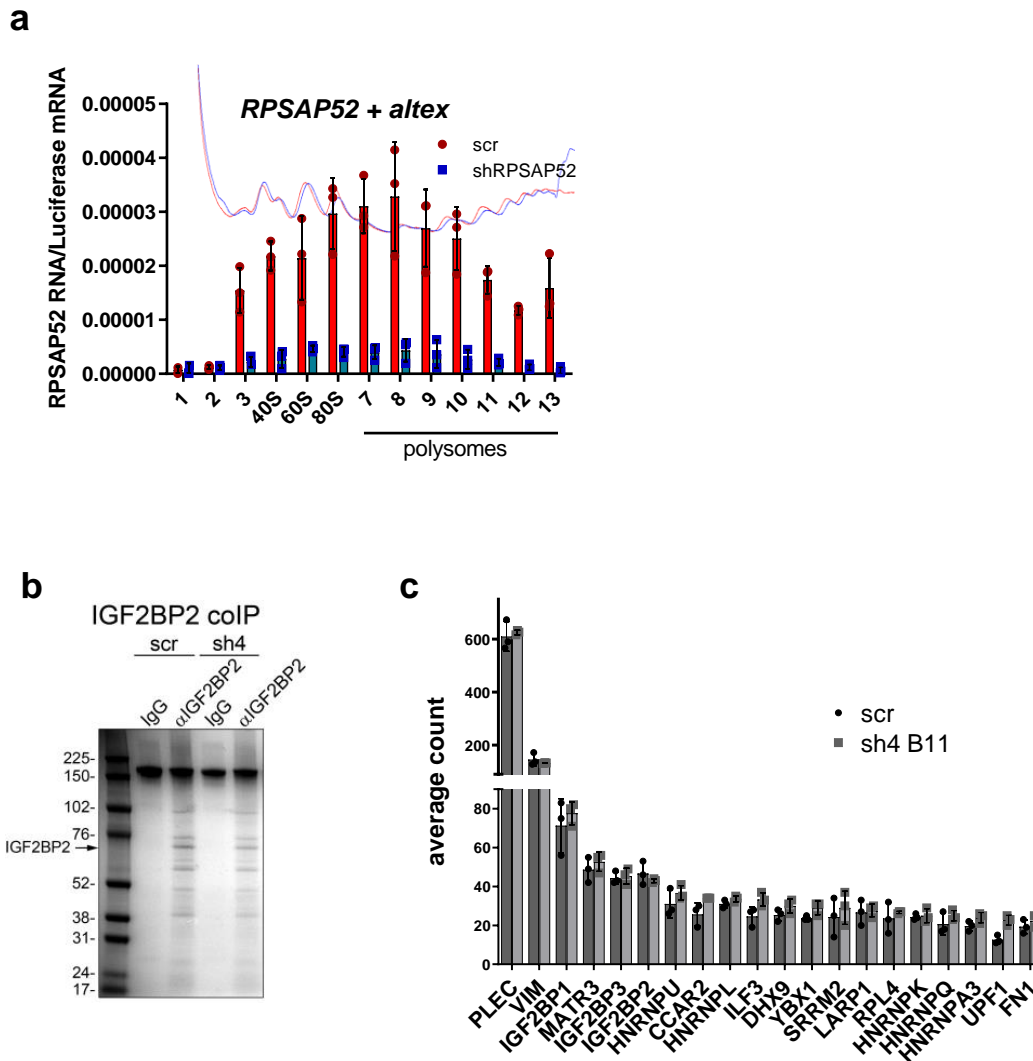 a
RPSAP52 RNA/Luciferase mRNA
0.00005
0.00004
0.00003
0.00002
0.00001
0.00000
RPSAP52 + altex
scr
shRPSAP52
1 2 3 40S 60S 80S 7 8 9 10 11 12 13
polysomes
b
IGF2BP2 coIP
scr sh4
IgG αIGF2BP2 IgG αIGF2BP2
225-
150-
102-
76-
IGF2BP2
52-
38-
31-
24-
17-
c
average count
600
400
200
80
60
40
20
0
scr
sh4 B11
PLEC VIM IGF2BP1 MATR3 IGFBP3 IGFBP2 HNRNPU CCAR2 HNRNPL ILF3 DHX9 YBX1 SRRM2 LARP1 RPL4 HNRNPK HNRNPQ HNRNPA3 UPF1 FN1